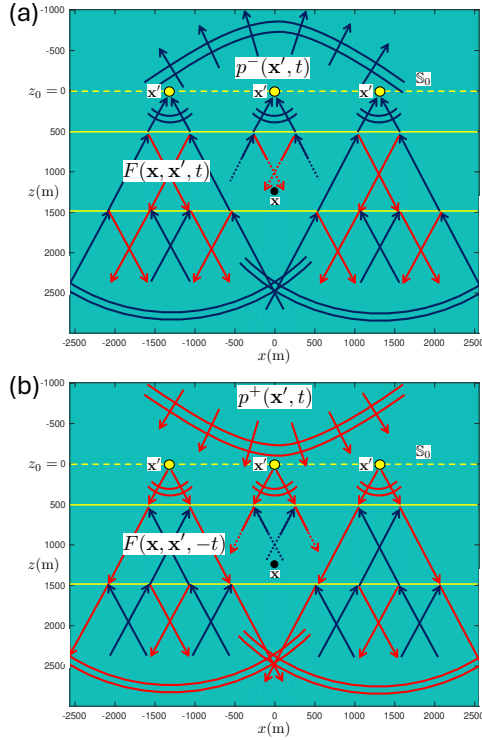 (a)
-1000
-500
z₀ = 0
500
1000
z(m)
1500
2000
2500
p⁻(x′, t)
𝕊₀
x′
x′
x′
F(x, x′, t)
x
-2500 -2000 -1500 -1000 -500 0 500 1000 1500 2000 2500
x(m)
(b)
-1000
-500
z₀ = 0
500
1000
z(m)
1500
2000
2500
p⁺(x′, t)
𝕊₀
x′
x′
x′
F(x, x′, −t)
x
-2500 -2000 -1500 -1000 -500 0 500 1000 1500 2000 2500
x(m)